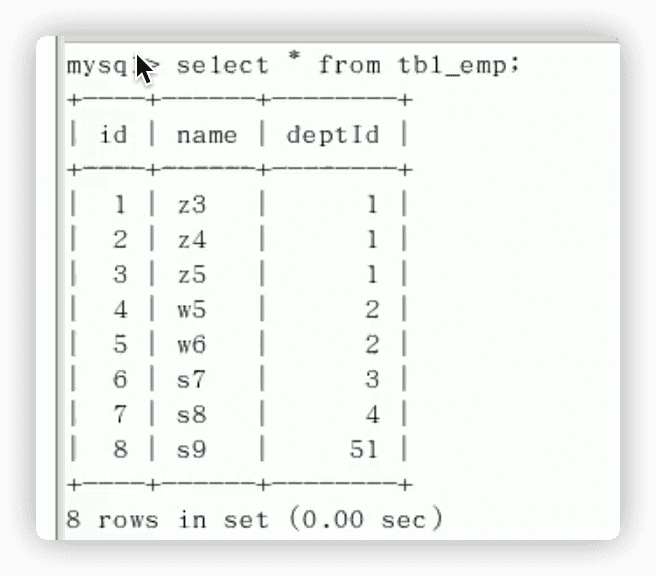 mysql> select * from tbl_emp;
+----+------+--------+
| id | name | deptId |
+----+------+--------+
|  1 | z3   |      1 |
|  2 | z4   |      1 |
|  3 | z5   |      1 |
|  4 | w5   |      2 |
|  5 | w6   |      2 |
|  6 | s7   |      3 |
|  7 | s8   |      4 |
|  8 | s9   |     51 |
+----+------+--------+
8 rows in set (0.00 sec)